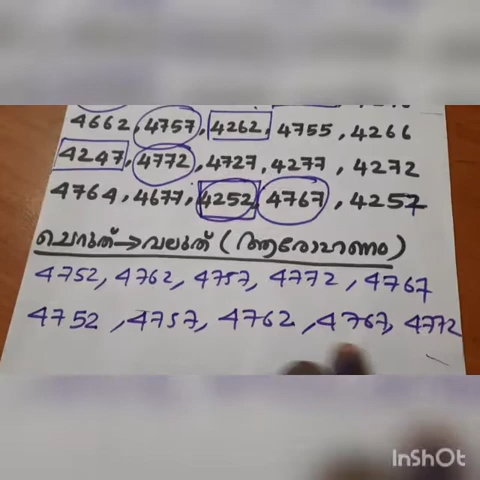 4662, 4757, 4262, 4755, 4266
4247, 4772, 4727, 4277, 4272
4764, 4677, 4252, 4767, 4257
ചെറുത് → വലുത് (ആരോഹണം)
4752, 4762, 4757, 4772, 4767
4752, 4757, 4762, 4767, 4772
InShOt